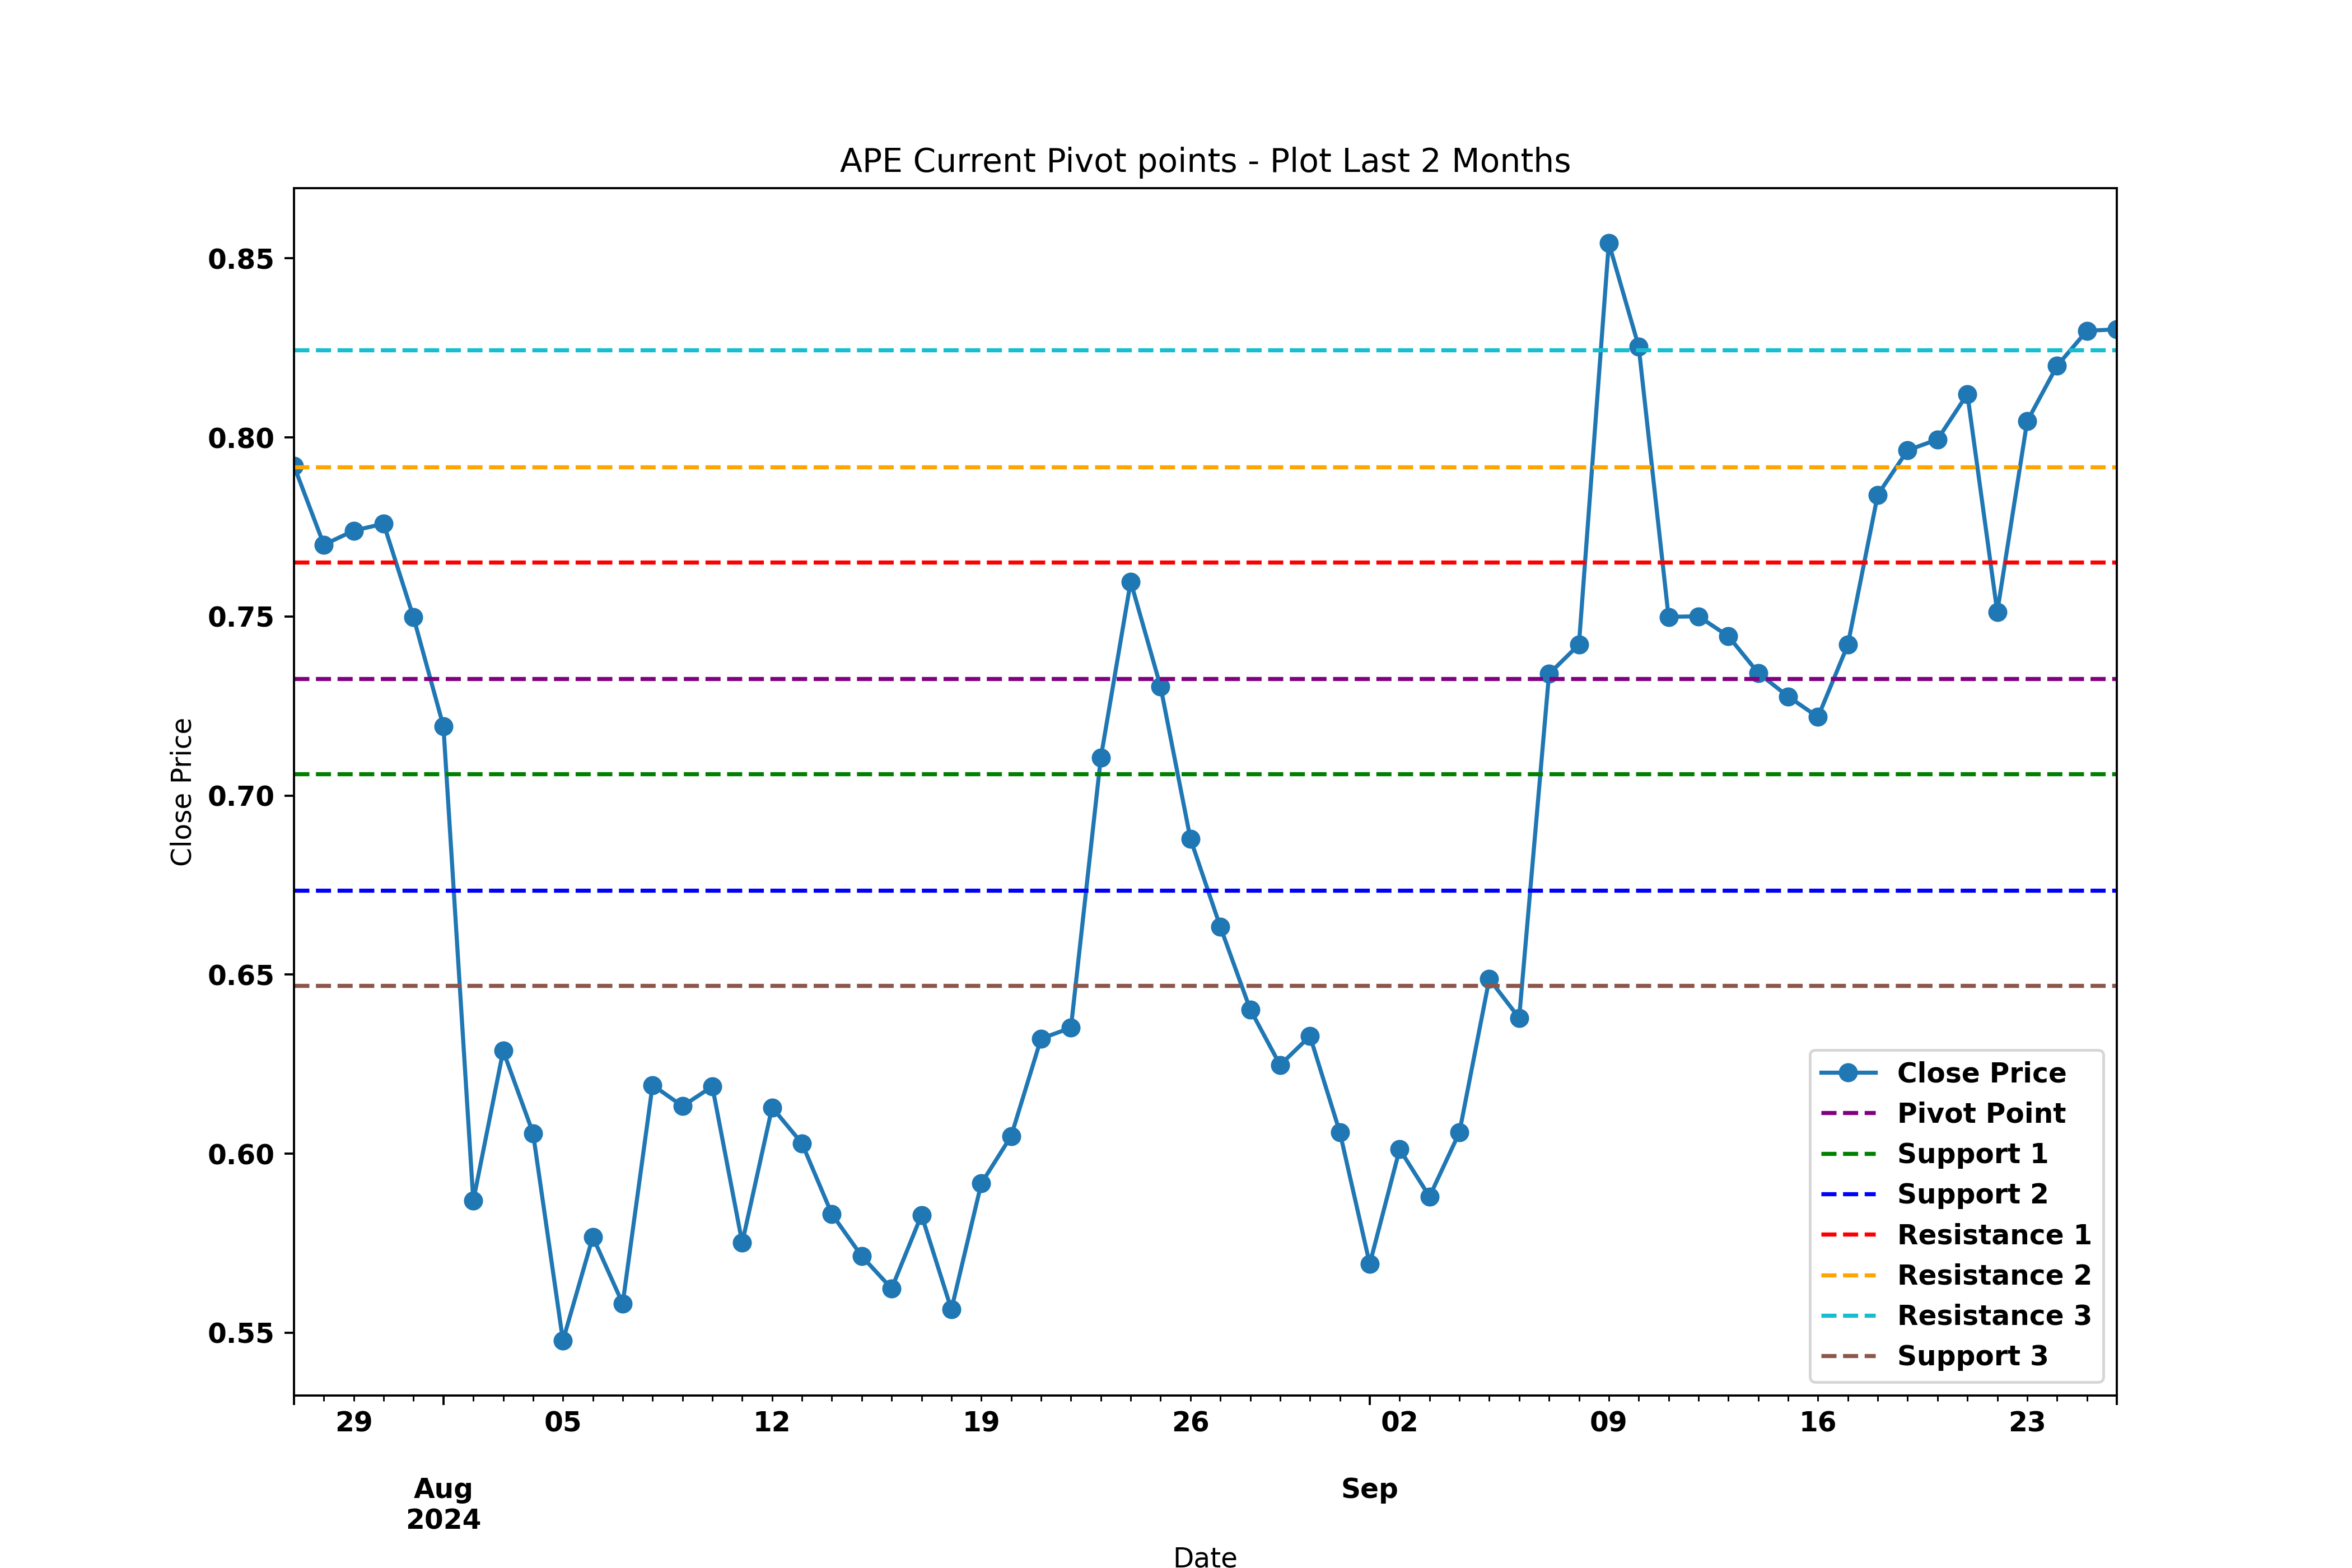 APE Current Pivot points - Plot Last 2 Months
Close Price
0.85
0.80
0.75
0.70
0.65
0.60
0.55
Close Price
Pivot Point
Support 1
Support 2
Resistance 1
Resistance 2
Resistance 3
Support 3
29 05 12 19 26 02 09 16 23
Aug Sep
2024
Date